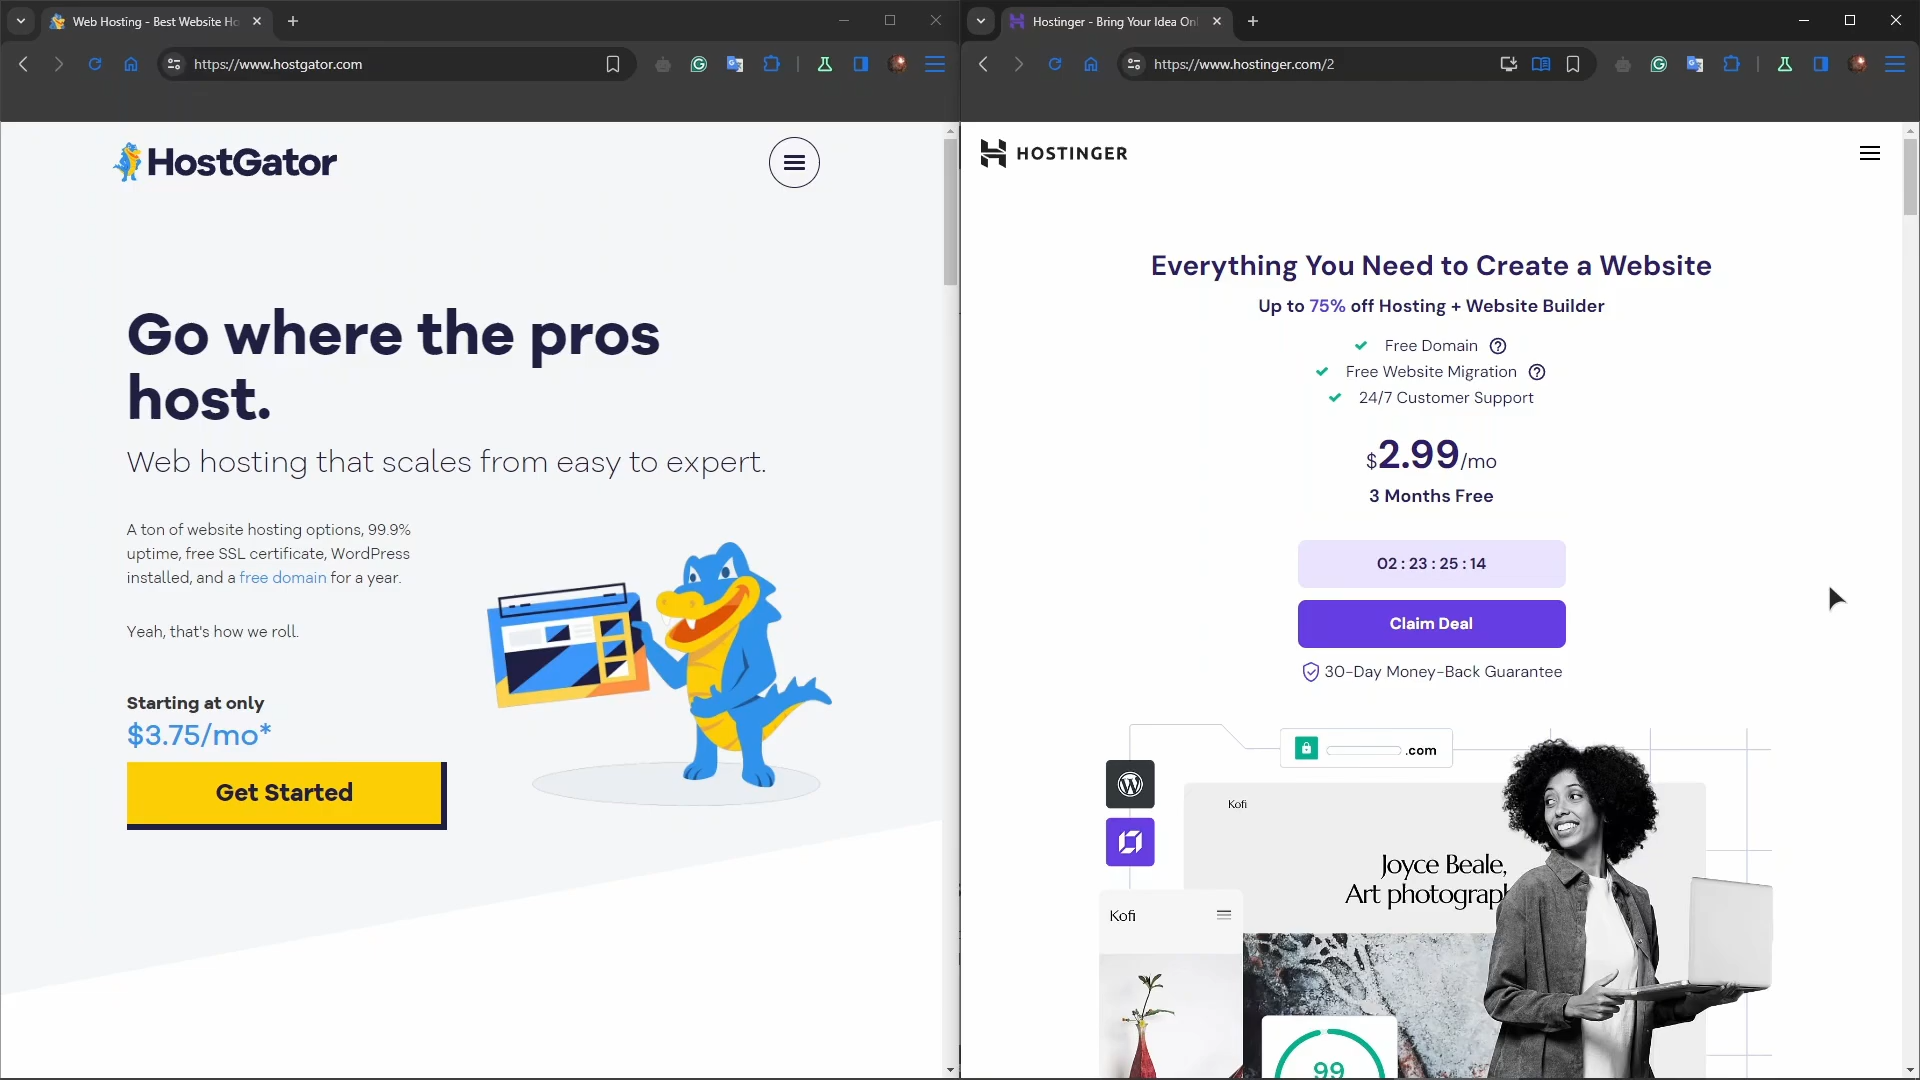 Web Hosting - Best Website Ho
https://www.hostgator.com
HostGator
Go where the pros
host.
Web hosting that scales from easy to expert.
A ton of website hosting options, 99.9%
uptime, free SSL certificate, WordPress
installed, and a free domain for a year.
Yeah, that's how we roll.
Starting at only
$3.75/mo*
Get Started
Hostinger - Bring Your Idea Onl
https://www.hostinger.com/2
HOSTINGER
Everything You Need to Create a Website
Up to 75% off Hosting + Website Builder
Free Domain
Free Website Migration
24/7 Customer Support
$2.99/mo
3 Months Free
02 : 23 : 25 : 14
Claim Deal
30-Day Money-Back Guarantee
.com
Kofi
Joyce Beale,
Art photograph
Kofi
99